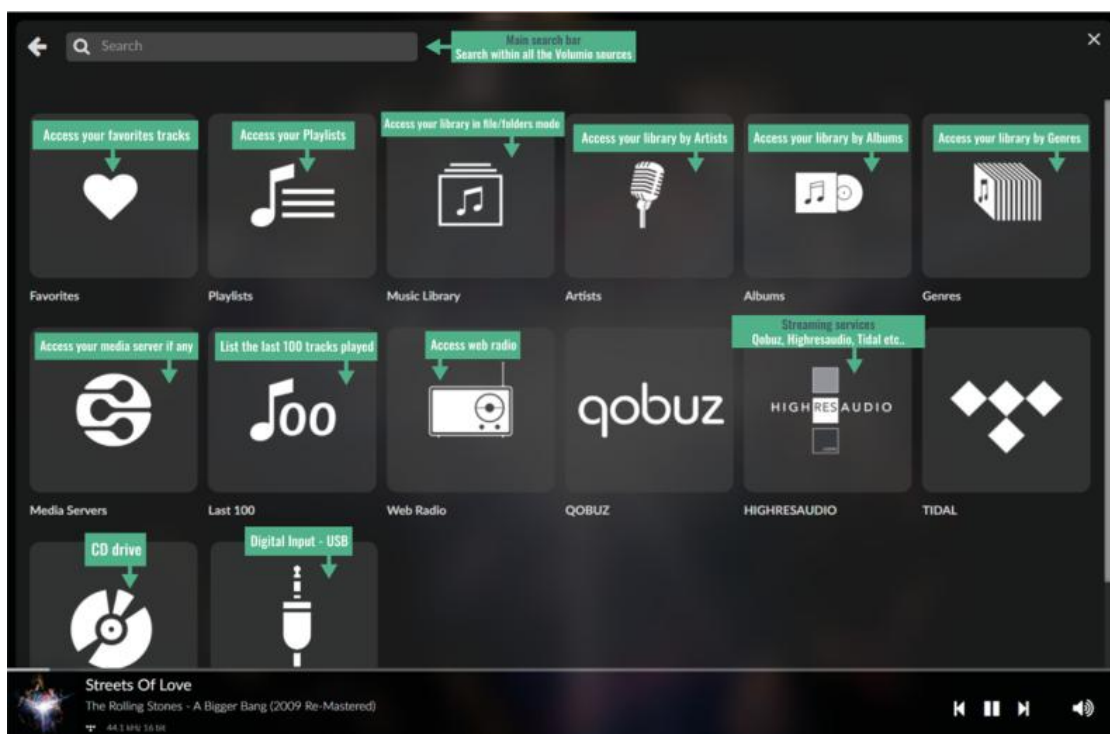 Search
Main search bar
Search within all the Volumio sources
Access your favorites tracks
Access your Playlists
Access your library in file/folders mode
Access your library by Artists
Access your library by Albums
Access your library by Genres
Favorites
Playlists
Music Library
Artists
Albums
Genres
Access your media server if any
List the last 100 tracks played
Access web radio
Streaming services
Qobuz, Highresaudio, Tidal etc..
OO
qobuz
HIGHRESAUDIO
Media Servers
Last 100
Web Radio
QOBUZ
HIGHRESAUDIO
TIDAL
CD drive
Digital Input - USB
Streets Of Love
The Rolling Stones - A Bigger Bang (2009 Re-Mastered)
44.1 kHz 16 bit